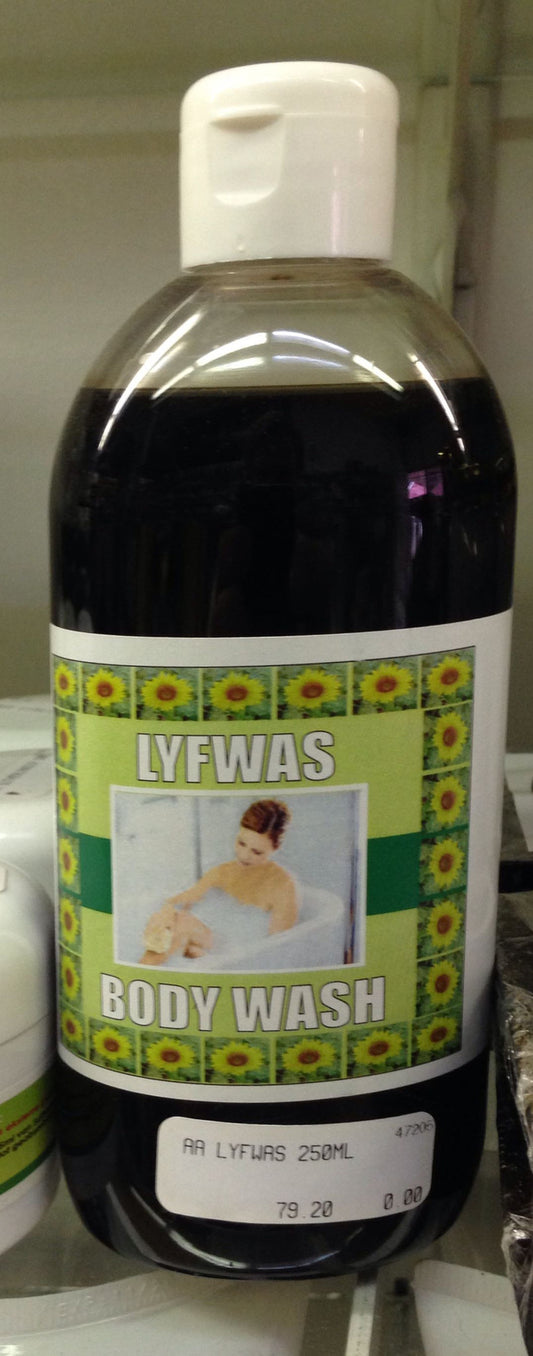 LYFWAS
BODY WASH
47206
AA LYFWAS 250ML
79.20 0.00